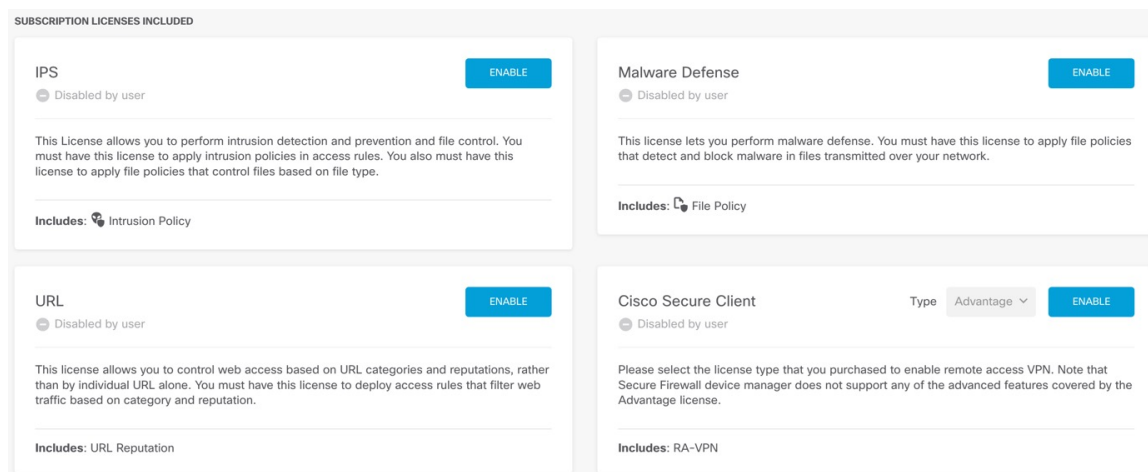 SUBSCRIPTION LICENSES INCLUDED
IPS
ENABLE
Disabled by user
This License allows you to perform intrusion detection and prevention and file control. You
must have this license to apply intrusion policies in access rules. You also must have this
license to apply file policies that control files based on file type.
Includes: Intrusion Policy
Malware Defense
ENABLE
Disabled by user
This license lets you perform malware defense. You must have this license to apply file policies
that detect and block malware in files transmitted over your network.
Includes: File Policy
URL
ENABLE
Disabled by user
This license allows you to control web access based on URL categories and reputations, rather
than by individual URL alone. You must have this license to deploy access rules that filter web
traffic based on category and reputation.
Includes: URL Reputation
Cisco Secure Client
Type Advantage
ENABLE
Disabled by user
Please select the license type that you purchased to enable remote access VPN. Note that
Secure Firewall device manager does not support any of the advanced features covered by the
Advantage license.
Includes: RA-VPN